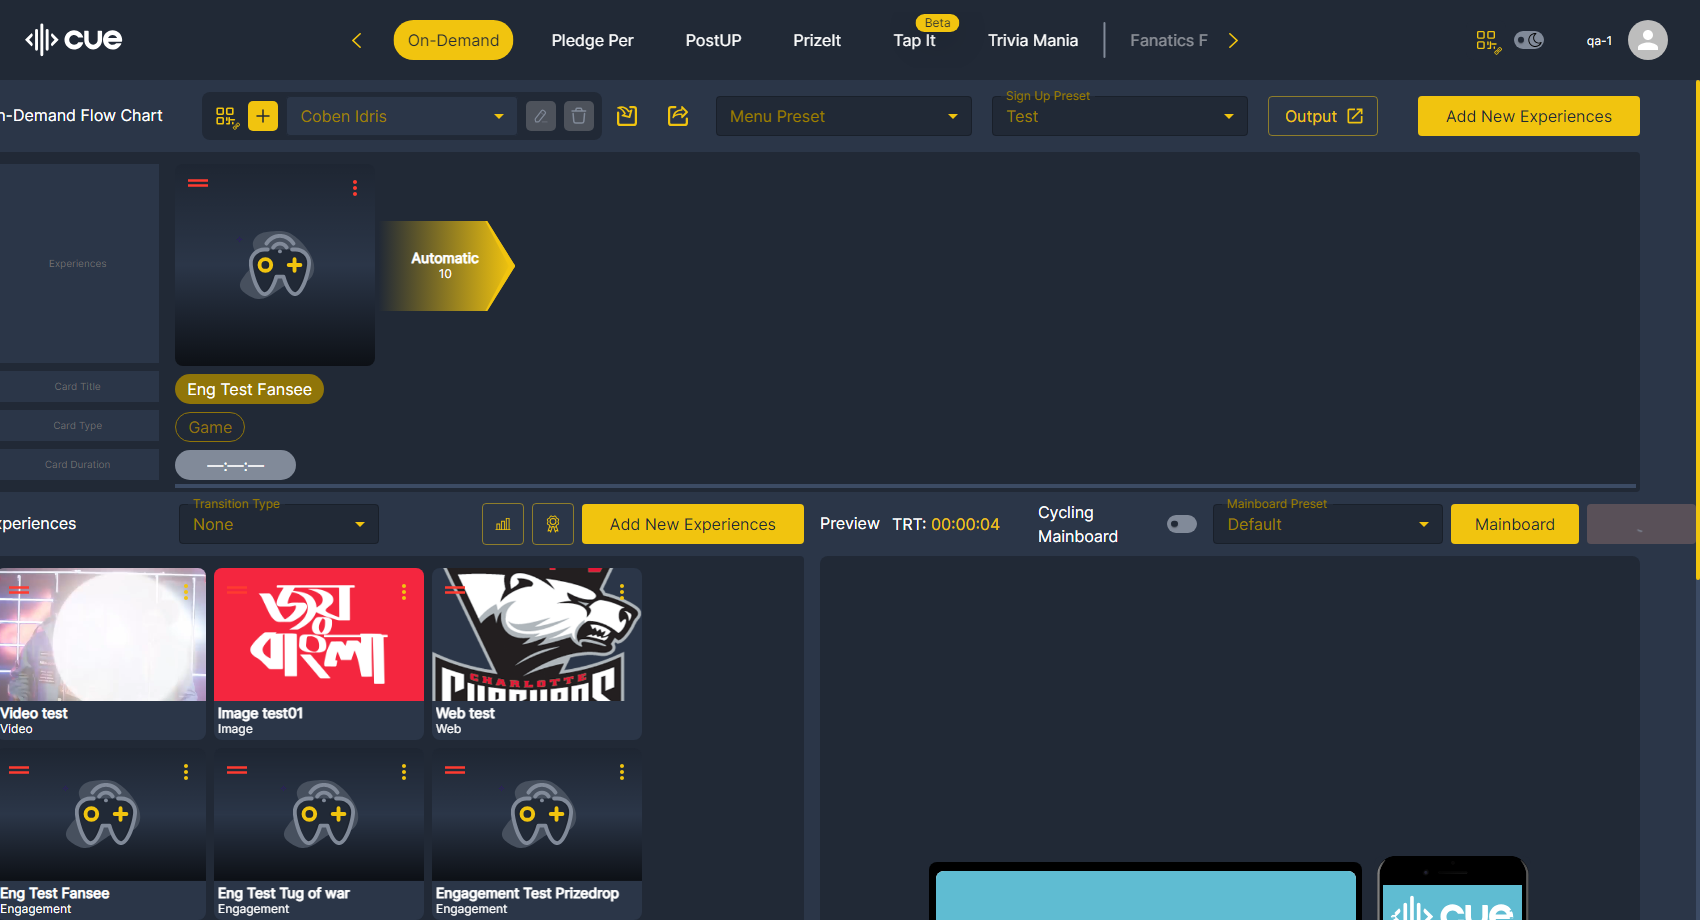 cue
On-Demand
Pledge Per
PostUP
PrizeIt
Beta
Tap It
Trivia Mania
Fanatics F
qa-1
n-Demand Flow Chart
Coben Idris
Menu Preset
Sign Up Preset
Test
Output
Add New Experiences
Experiences
Automatic
10
Card Title
Eng Test Fansee
Card Type
Game
Card Duration
—:—:—
xperiences
Transition Type
None
Add New Experiences
Preview
TRT: 00:00:04
Cycling
Mainboard
Mainboard Preset
Default
Mainboard
জয়
বাংলা
CHARLOTTE
Video test
Video
Image test01
Image
Web test
Web
Eng Test Fansee
Engagement
Eng Test Tug of war
Engagement
Engagement Test Prizedrop
Engagement
cue